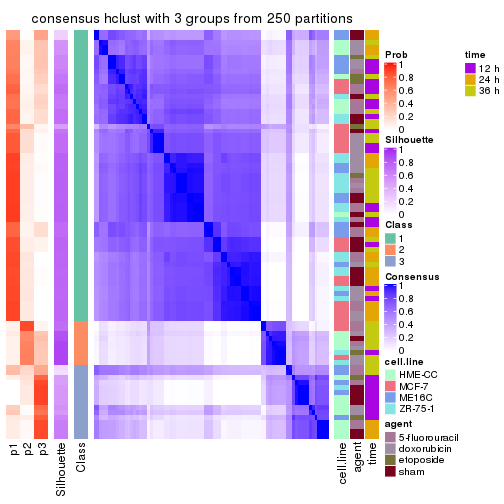 consensus hclust with 3 groups from 250 partitions
p1
p2
p3
Silhouette
Class
cell.line
agent
time
Prob
1
0.8
0.6
0.4
0.2
0
Silhouette
1
0.8
0.6
0.4
0.2
0
Class
1
2
3
Consensus
1
0.8
0.6
0.4
0.2
0
cell.line
HME-CC
MCF-7
ME16C
ZR-75-1
agent
5-fluorouracil
doxorubicin
etoposide
sham
time
12 h
24 h
36 h